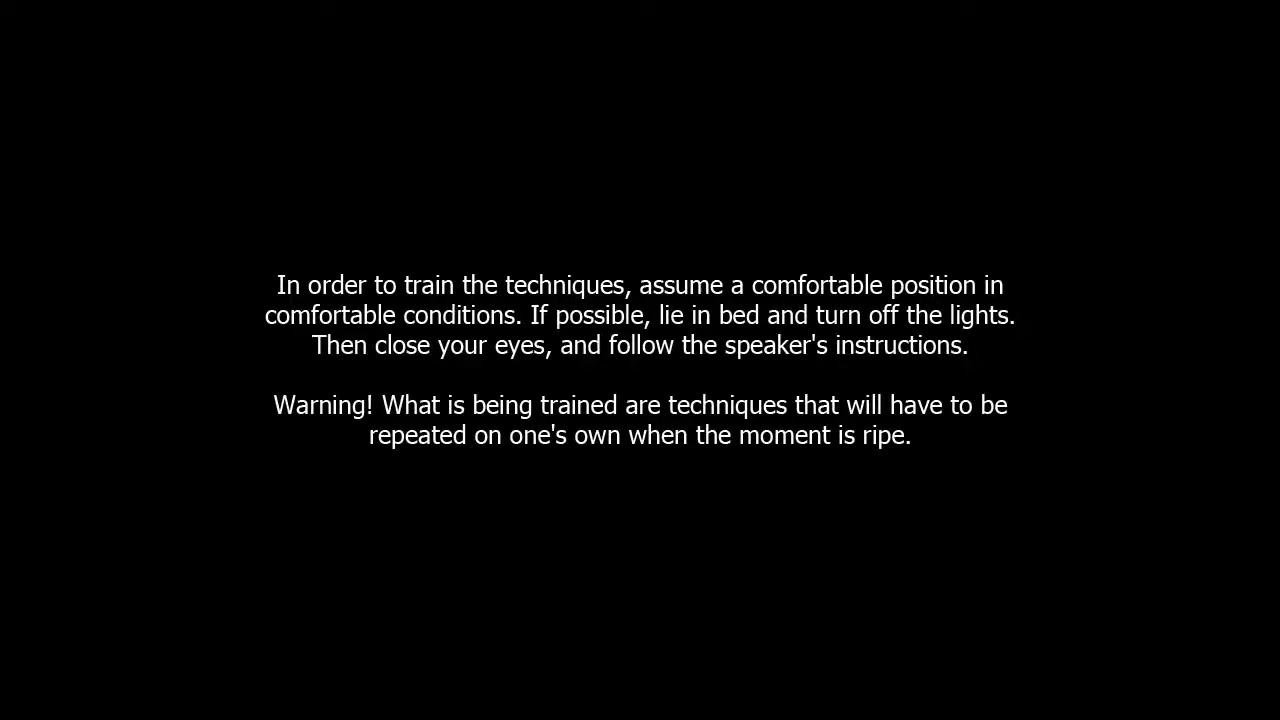 In order to train the techniques, assume a comfortable position in
comfortable conditions. If possible, lie in bed and turn off the lights.
Then close your eyes, and follow the speaker's instructions.
Warning! What is being trained are techniques that will have to be
repeated on one's own when the moment is ripe.